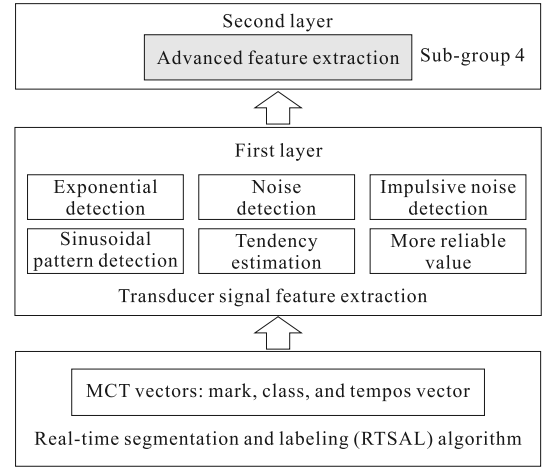 Second layer
Advanced feature extraction
Sub-group 4
First layer
Exponential
detection
Noise
detection
Impulsive noise
detection
Sinusoidal
pattern detection
Tendency
estimation
More reliable
value
Transducer signal feature extraction
MCT vectors: mark, class, and tempos vector
Real-time segmentation and labeling (RTSAL) algorithm